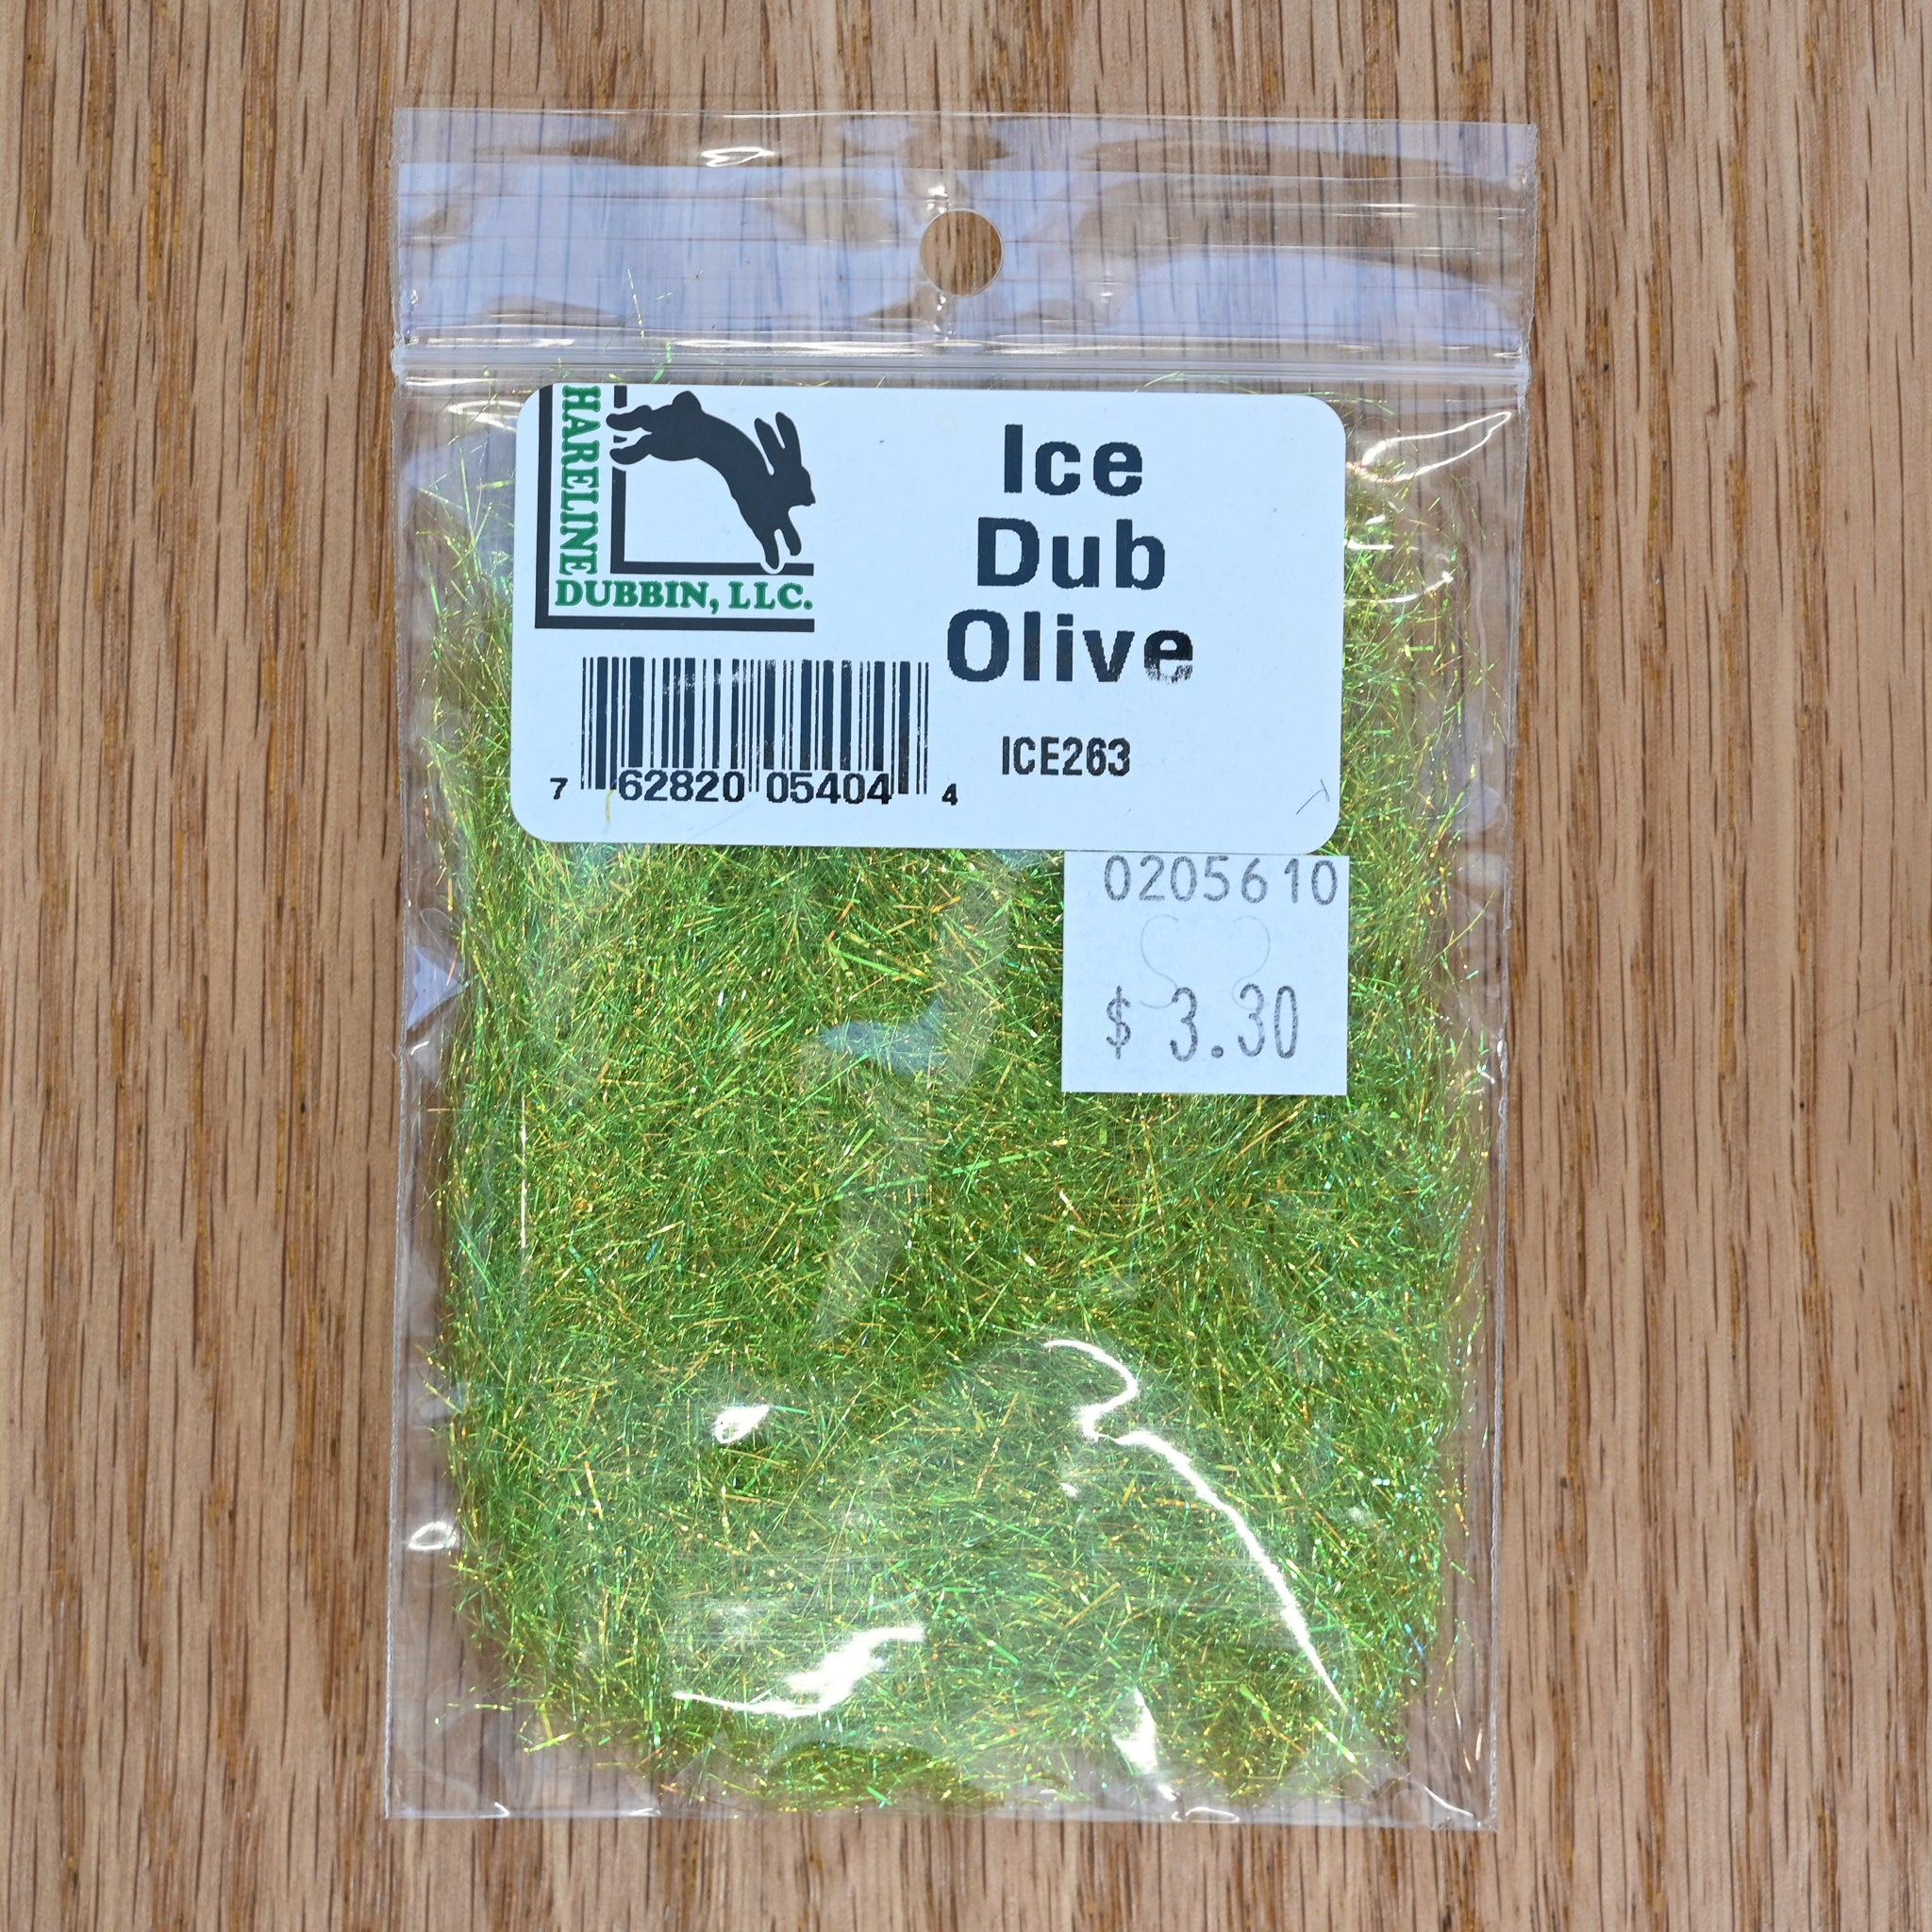 HARELINE
DUBBIN, LLC.
Ice
Dub
Olive
ICE263
7 62820 05404 4
0205610
$ 3.30